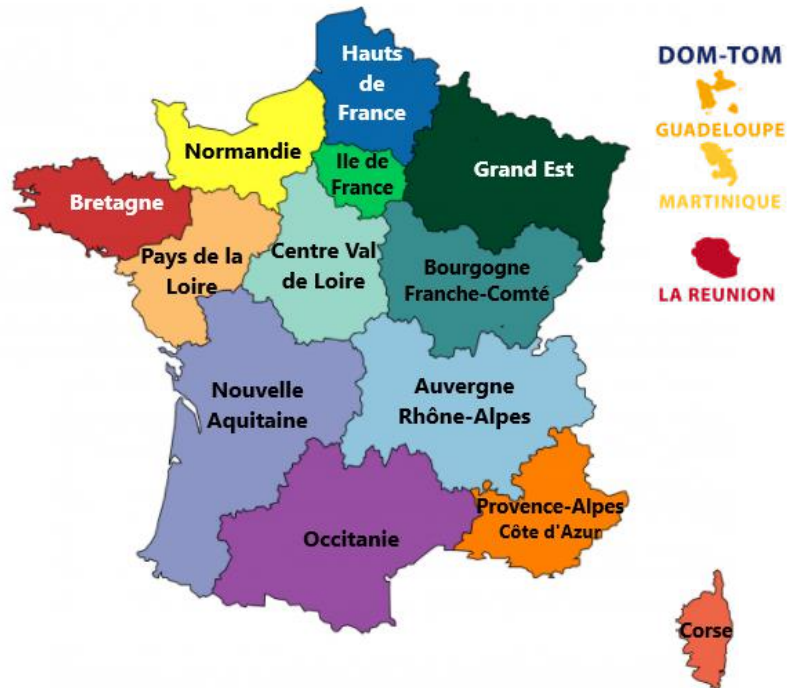 Hauts
de
France
DOM-TOM
GUADELOUPE
Normandie
Ile de
France
Grand Est
MARTINIQUE
Bretagne
Pays de la
Loire
Centre Val
de Loire
Bourgogne
Franche-Comté
LA REUNION
Nouvelle
Aquitaine
Auvergne
Rhône-Alpes
Provence-Alpes
Côte d'Azur
Occitanie
Corse